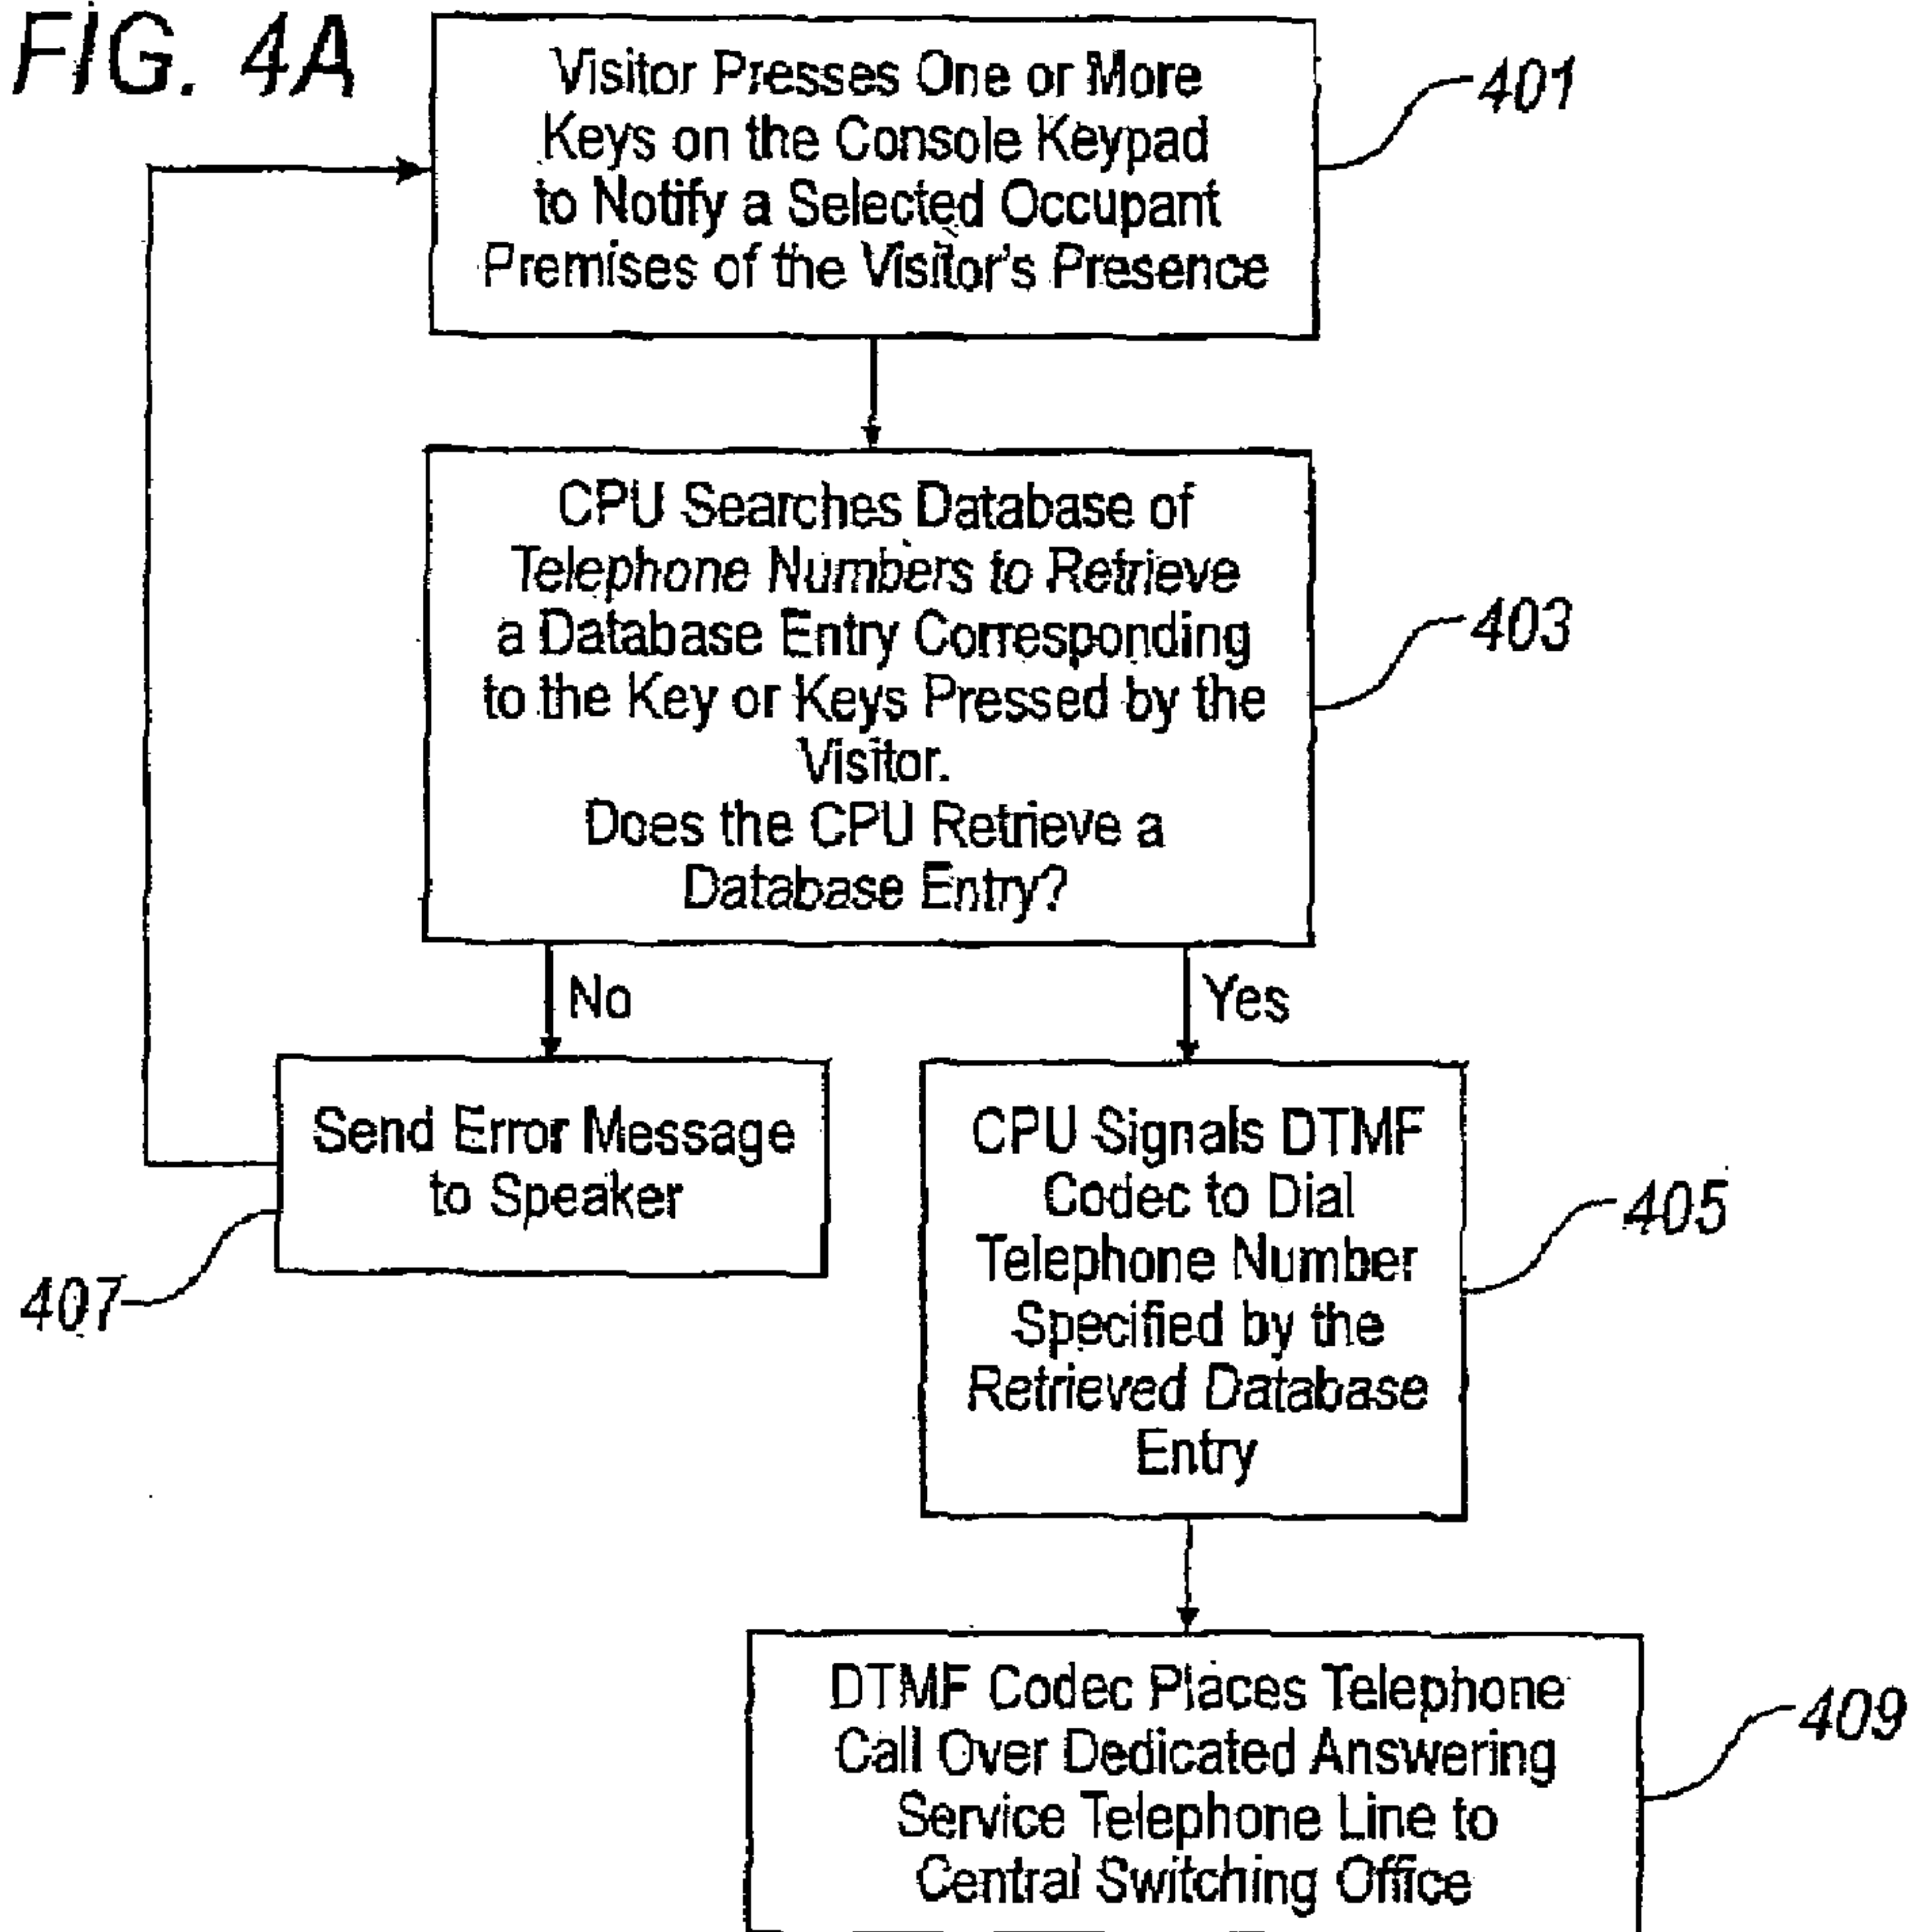 FIG. 4A
Visitor Presses One or More
Keys on the Console Keypad
to Notify a Selected Occupant
Premises of the Visitor's Presence
401
CPU Searches Database of
Telephone Numbers to Retrieve
a Database Entry Corresponding
to the Key or Keys Pressed by the
Visitor.
Does the CPU Retrieve a
Database Entry?
403
No
Yes
Send Error Message
to Speaker
407
CPU Signals DTMF
Codec to Dial
Telephone Number
Specified by the
Retrieved Database
Entry
405
DTMF Codec Places Telephone
Call Over Dedicated Answering
Service Telephone Line to
Central Switching Office
409